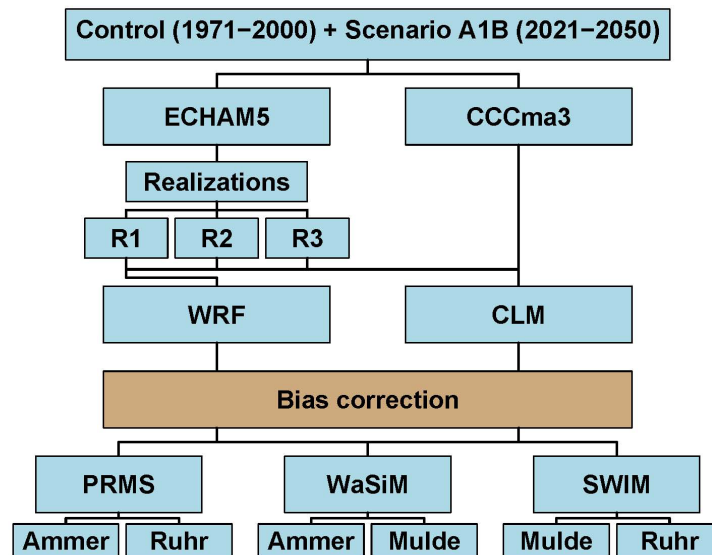 Control (1971−2000) + Scenario A1B (2021−2050)
ECHAM5
CCCma3
Realizations
R1
R2
R3
WRF
CLM
Bias correction
PRMS
WaSiM
SWIM
Ammer
Ruhr
Ammer
Mulde
Mulde
Ruhr